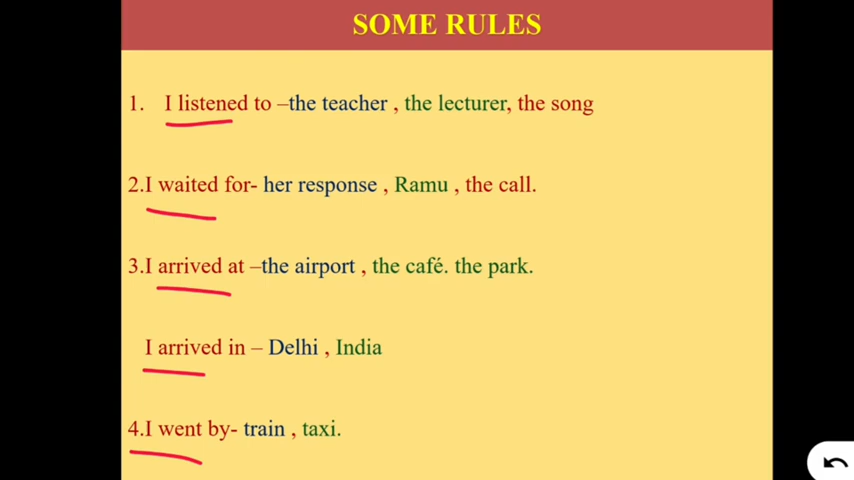 SOME RULES
1. I listened to –the teacher , the lecturer, the song
2.I waited for- her response , Ramu , the call.
3.I arrived at –the airport , the café. the park.
I arrived in – Delhi , India
4.I went by- train , taxi.